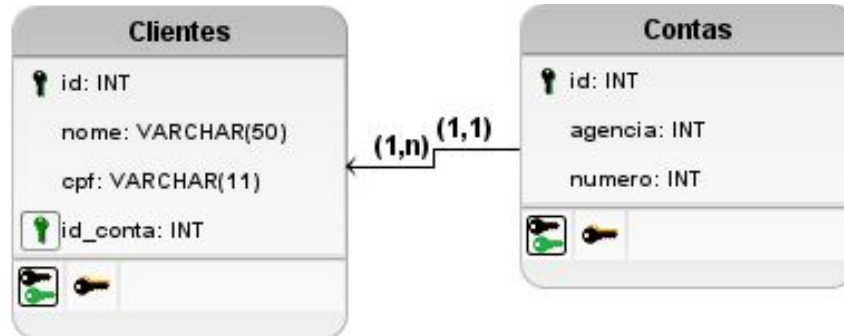 Clientes
id: INT
nome: VARCHAR(50)
cpf: VARCHAR(11)
id_conta: INT
(1,n)
(1,1)
Contas
id: INT
agencia: INT
numero: INT